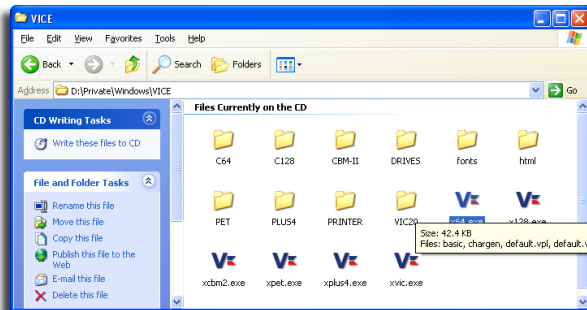 VICE
File Edit View Favorites Tools Help
Back Search Folders
Address D:\Private\Windows\VICE Go
CD Writing Tasks
Write these files to CD
File and Folder Tasks
Rename this file
Move this file
Copy this file
Publish this file to the
Web
E-mail this file
Delete this file
Files Currently on the CD
C64 C128 CBM-II DRIVES fonts html
PET PLUS4 PRINTER VIC20 x64.exe x128.exe
Size: 42.4 KB
Files: basic, chargen, default.vpl, default.v
xcbm2.exe xpet.exe xplus4.exe xvic.exe